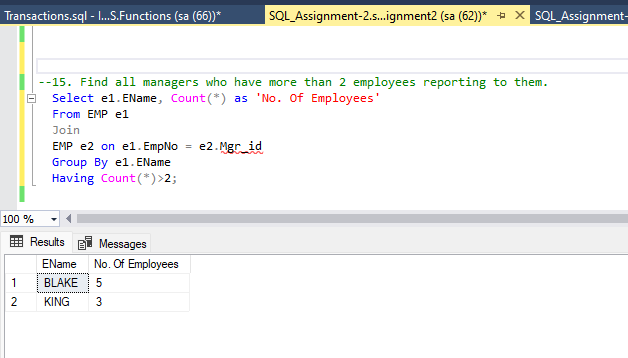 Transactions.sql - l...S.Functions (sa (66))* SQL_Assignment-2.s...ignment2 (sa (62))* SQL_Assignment-
--15. Find all managers who have more than 2 employees reporting to them.
Select e1.EName, Count(*) as 'No. Of Employees'
From EMP e1
Join
EMP e2 on e1.EmpNo = e2.Mgr_id
Group By e1.EName
Having Count(*)>2;
100 %
Results Messages
EName No. Of Employees
1 BLAKE 5
2 KING 3